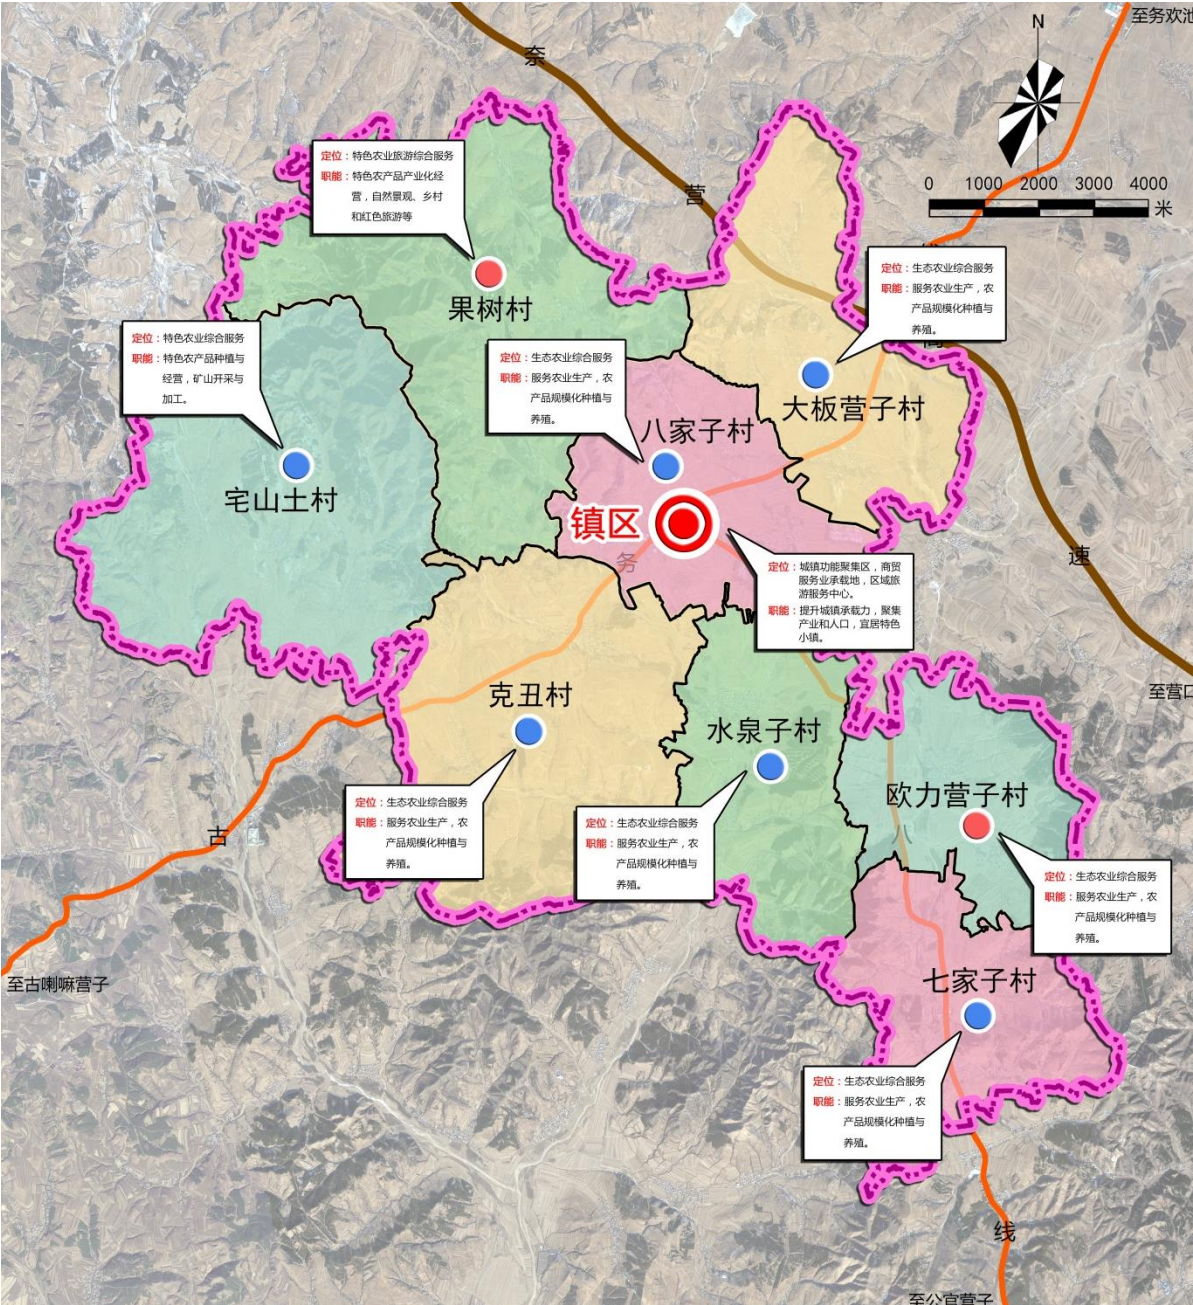 至务欢池
N
奈
0 1000 2000 3000 4000
米
营
定位：特色农业旅游综合服务
职能：特色农产品产业化经
营，自然景观、乡村
和红色旅游等
果树村
定位：生态农业综合服务
职能：服务农业生产，农
产品规模化种植与
养殖。
高
大板营子村
定位：特色农业综合服务
职能：特色农产品种植与
经营，矿山开采与
加工。
宅山土村
定位：生态农业综合服务
职能：服务农业生产，农
产品规模化种植与
养殖。
八家子村
镇区
务
速
定位：城镇功能聚集区，商贸
服务业承载地，区域旅
游服务中心。
职能：提升城镇承载力，聚集
产业和人口，宜居特色
小镇。
至营口
克丑村
定位：生态农业综合服务
职能：服务农业生产，农
产品规模化种植与
养殖。
水泉子村
定位：生态农业综合服务
职能：服务农业生产，农
产品规模化种植与
养殖。
欧力营子村
定位：生态农业综合服务
职能：服务农业生产，农
产品规模化种植与
养殖。
古
至古喇嘛营子
七家子村
定位：生态农业综合服务
职能：服务农业生产，农
产品规模化种植与
养殖。
线
至公官营子